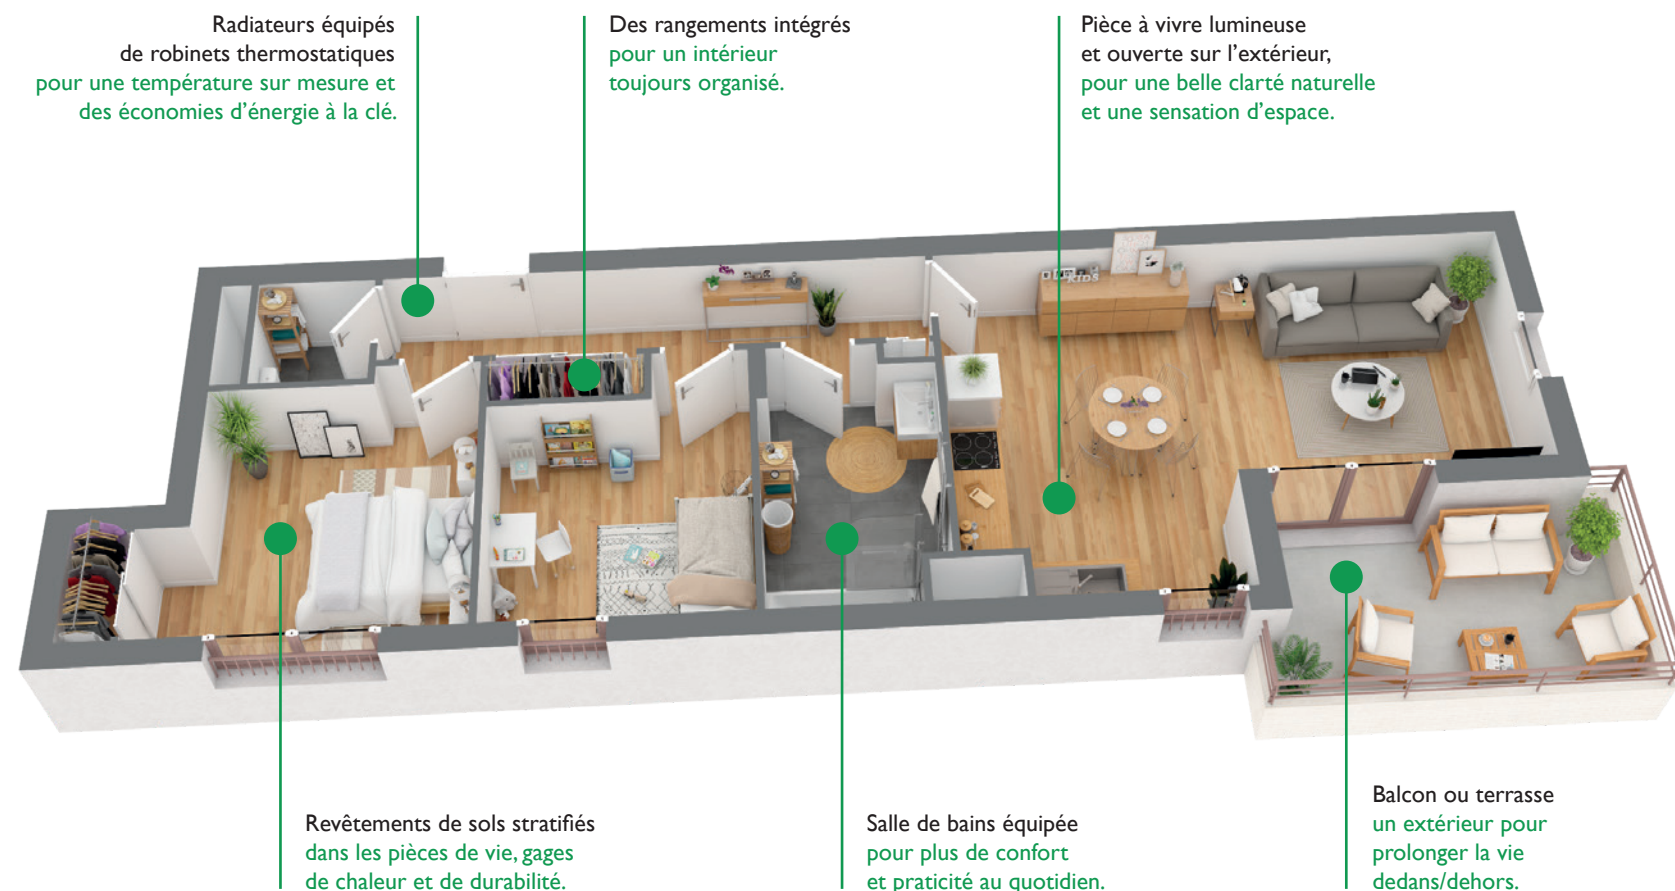 Radiateurs équipés
de robinets thermostatiques
pour une température sur mesure et
des économies d’énergie à la clé.
Des rangements intégrés
pour un intérieur
toujours organisé.
Pièce à vivre lumineuse
et ouverte sur l’extérieur,
pour une belle clarté naturelle
et une sensation d’espace.
KIDS
Revêtements de sols stratifiés
dans les pièces de vie, gages
de chaleur et de durabilité.
Salle de bains équipée
pour plus de confort
et praticité au quotidien.
Balcon ou terrasse
un extérieur pour
prolonger la vie
dedans/dehors.